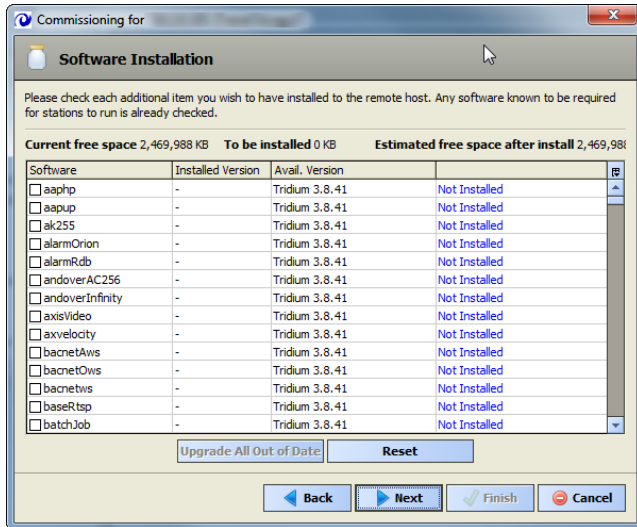 Commissioning for
Software Installation
Please check each additional item you wish to have installed to the remote host. Any software known to be required
for stations to run is already checked.
Current free space 2,469,988 KB To be installed 0 KB Estimated free space after install 2,469,98
Software Installed Version Avail. Version
aaphp - Tridium 3.8.41 Not Installed
aapup - Tridium 3.8.41 Not Installed
ak255 - Tridium 3.8.41 Not Installed
alarmOrion - Tridium 3.8.41 Not Installed
alarmRdb - Tridium 3.8.41 Not Installed
andoverAC256 - Tridium 3.8.41 Not Installed
andoverInfinity - Tridium 3.8.41 Not Installed
axisVideo - Tridium 3.8.41 Not Installed
axvelocity - Tridium 3.8.41 Not Installed
bacnetAws - Tridium 3.8.41 Not Installed
bacnetOws - Tridium 3.8.41 Not Installed
bacnetws - Tridium 3.8.41 Not Installed
baseRtsp - Tridium 3.8.41 Not Installed
batchJob - Tridium 3.8.41 Not Installed
Upgrade All Out of Date Reset
Back Next Finish Cancel